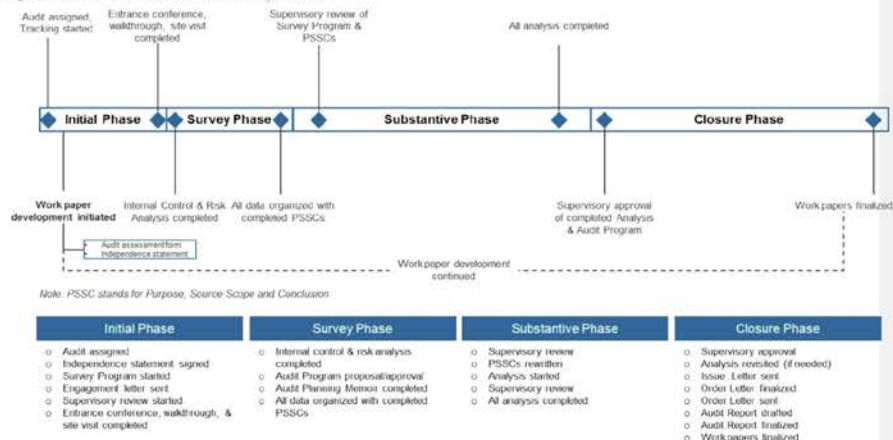 Audit assigned,
Tracking started
Entrance conference,
walkthrough, site visit
completed
Supervisory review of
Survey Program &
PSSCs
All analysis completed
Initial Phase
Survey Phase
Substantive Phase
Closure Phase
Work paper
development initiated
Internal Control & Risk
Analysis completed
All data organized with
completed PSSCs
Supervisory approval
of completed Analysis
& Audit Program
Work papers finalized
Audit assessment form
Independence statement
Work paper development
continued
Note: PSSC stands for Purpose, Source Scope and Conclusion
Initial Phase
o Audit assigned
o Independence statement signed
o Survey Program started
o Engagement letter sent
o Supervisory review started
o Entrance conference, walkthrough, &
site visit completed
Survey Phase
o Internal control & risk analysis
completed
o Audit Program proposal/approval
o Audit Planning Memoir completed
o All data organized with completed
PSSCs
Substantive Phase
o Supervisory review
o PSSCs rewritten
o Analysis started
o Supervisory review
o All analysis completed
Closure Phase
o Supervisory approval
o Analysis revisited (if needed)
o Issue Letter sent
o Order Letter finalized
o Order Letter sent
o Audit Report drafted
o Audit Report finalized
o Work papers finalized